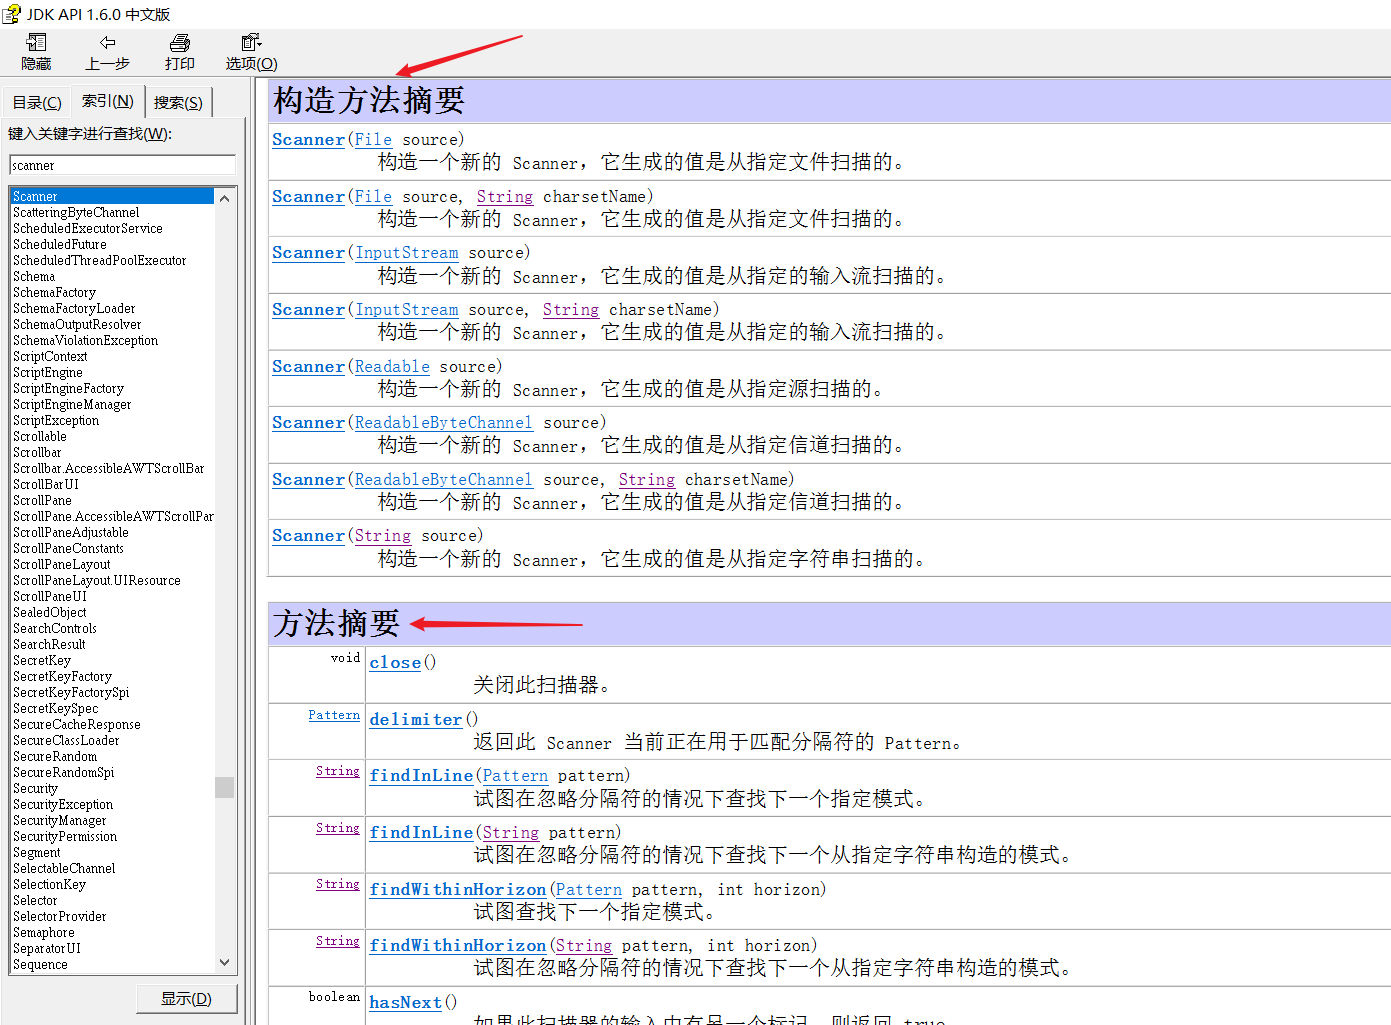 JDK API 1.6.0 中文版
隐藏 上一步 打印 选项(O)
目录(C) 索引(N) 搜索(S)
键入关键字进行查找(W):
scanner
Scanner
ScatteringByteChannel
ScheduledExecutorService
ScheduledFuture
ScheduledThreadPoolExecutor
Schema
SchemaFactory
SchemaFactoryLoader
SchemaOutputResolver
SchemaViolationException
ScriptContext
ScriptEngine
ScriptEngineFactory
ScriptEngineManager
ScriptException
Scrollable
Scrollbar
Scrollbar.AccessibleAWTScrollBar
ScrollBarUI
ScrollPane
ScrollPane.AccessibleAWTScrollPar
ScrollPaneAdjustable
ScrollPaneConstants
ScrollPaneLayout
ScrollPaneLayout.UIResource
ScrollPaneUI
SealedObject
SearchControls
SearchResult
SecretKey
SecretKeyFactory
SecretKeyFactorySpi
SecretKeySpec
SecureCacheResponse
SecureClassLoader
SecureRandom
SecureRandomSpi
Security
SecurityException
SecurityManager
SecurityPermission
Segment
SelectableChannel
SelectionKey
Selector
SelectorProvider
Semaphore
SeparatorUI
Sequence
显示(D)
构造方法摘要
Scanner(File source)
构造一个新的 Scanner，它生成的值是从指定文件扫描的。
Scanner(File source, String charsetName)
构造一个新的 Scanner，它生成的值是从指定文件扫描的。
Scanner(InputStream source)
构造一个新的 Scanner，它生成的值是从指定的输入流扫描的。
Scanner(InputStream source, String charsetName)
构造一个新的 Scanner，它生成的值是从指定的输入流扫描的。
Scanner(Readable source)
构造一个新的 Scanner，它生成的值是从指定源扫描的。
Scanner(ReadableByteChannel source)
构造一个新的 Scanner，它生成的值是从指定信道扫描的。
Scanner(ReadableByteChannel source, String charsetName)
构造一个新的 Scanner，它生成的值是从指定信道扫描的。
Scanner(String source)
构造一个新的 Scanner，它生成的值是从指定字符串扫描的。
方法摘要
void close()
关闭此扫描器。
Pattern delimiter()
返回此 Scanner 当前正在用于匹配分隔符的 Pattern。
String findInLine(Pattern pattern)
试图在忽略分隔符的情况下查找下一个指定模式。
String findInLine(String pattern)
试图在忽略分隔符的情况下查找下一个从指定字符串构造的模式。
String findWithinHorizon(Pattern pattern, int horizon)
试图查找下一个指定模式。
String findWithinHorizon(String pattern, int horizon)
试图在忽略分隔符的情况下查找下一个从指定字符串构造的模式。
boolean hasNext()
如果此扫描器的输入中有另一个标记，则返回 true。